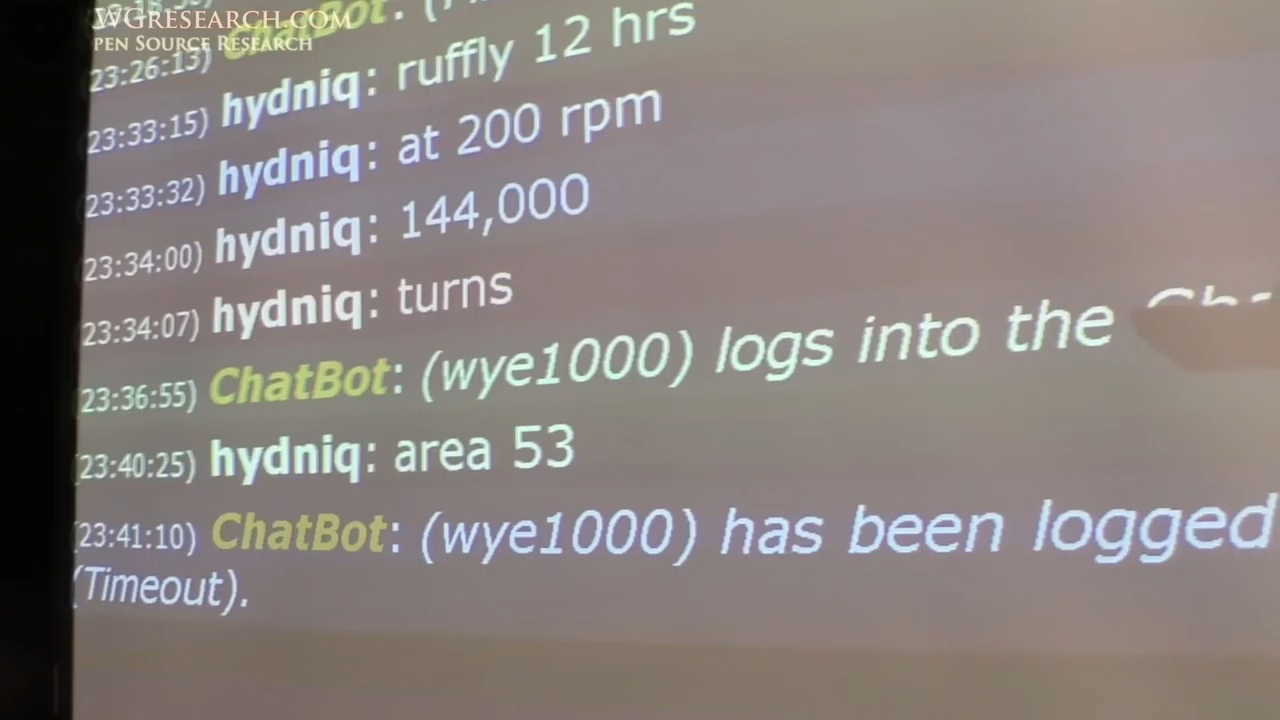 WGRESEARCH.COM
PEN SOURCE RESEARCH
ChatBot: (
23:26:13)
23:33:15) hydniq: ruffly 12 hrs
23:33:32) hydniq: at 200 rpm
23:34:00) hydniq: 144,000
23:34:07) hydniq: turns
23:36:55) ChatBot: (wye1000) logs into the
23:40:25) hydniq: area 53
(23:41:10) ChatBot: (wye1000) has been logged
(Timeout).